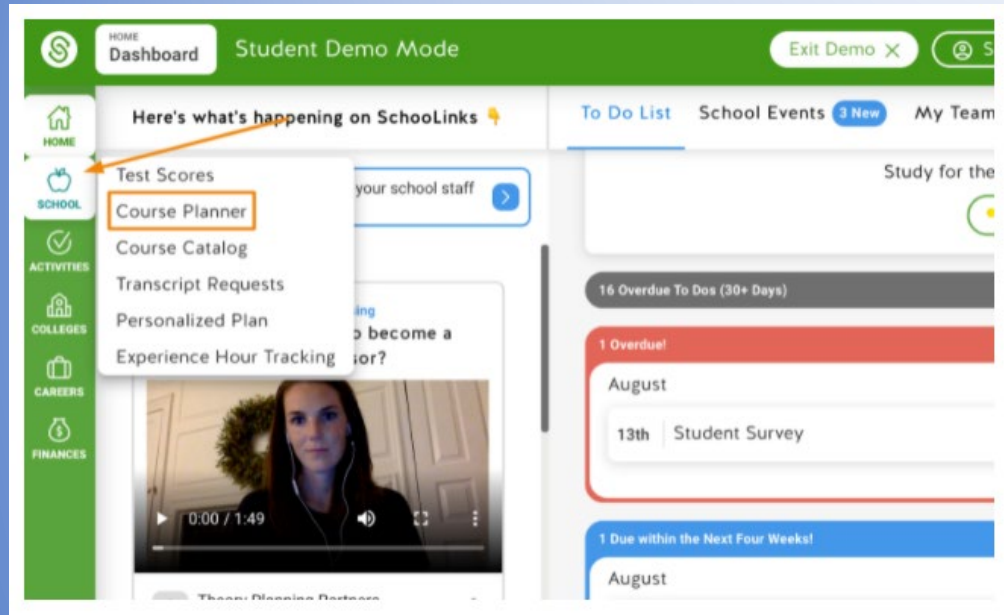 HOME
Dashboard
Student Demo Mode
Exit Demo X
S
HOME
SCHOOL
ACTIVITIES
COLLEGES
CAREERS
FINANCES
Here's what's happening on SchooLinks
To Do List School Events 3 New My Team
Test Scores
Course Planner
Course Catalog
Transcript Requests
Personalized Plan
Experience Hour Tracking
your school staff
ing
o become a
sor?
0:00 / 1:49
Study for the
16 Overdue To Dos (30+ Days)
1 Overdue!
August
13th Student Survey
1 Due within the Next Four Weeks!
August